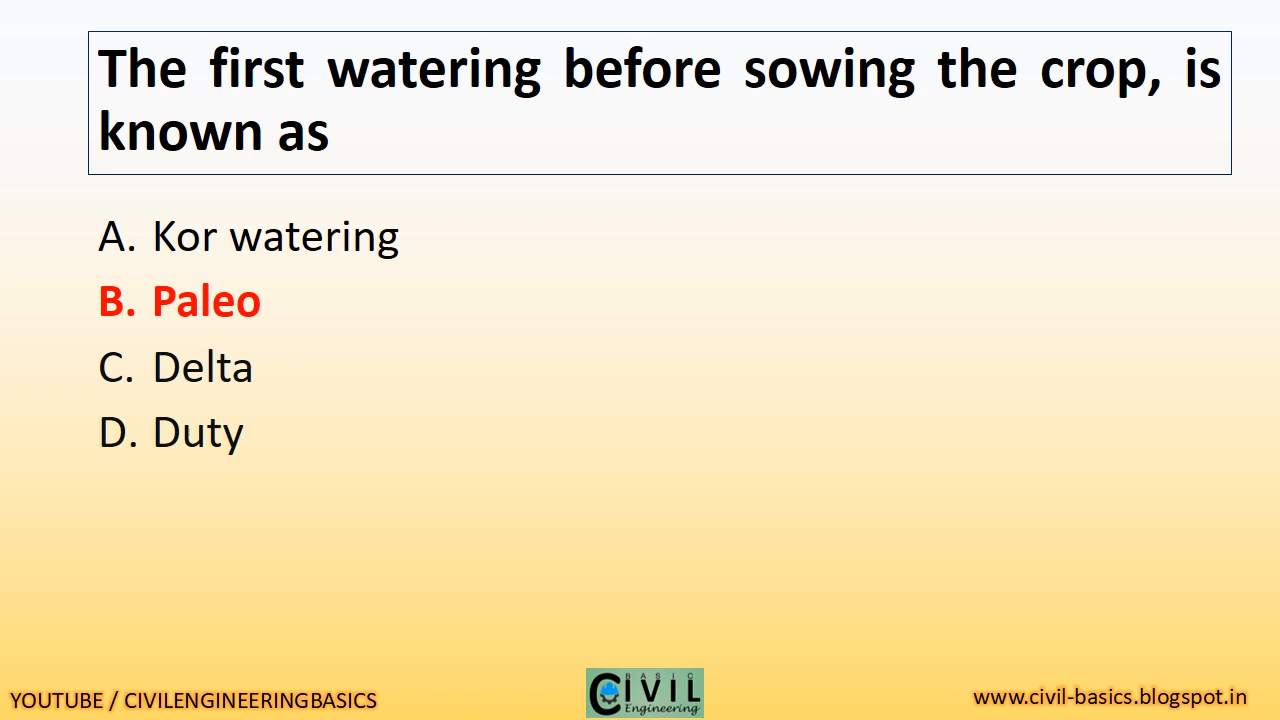 The first watering before sowing the crop, is
known as
A. Kor watering
B. Paleo
C. Delta
D. Duty
YOUTUBE / CIVILENGINEERINGBASICS
BASIC
CIVIL
Engineering
www.civil-basics.blogspot.in